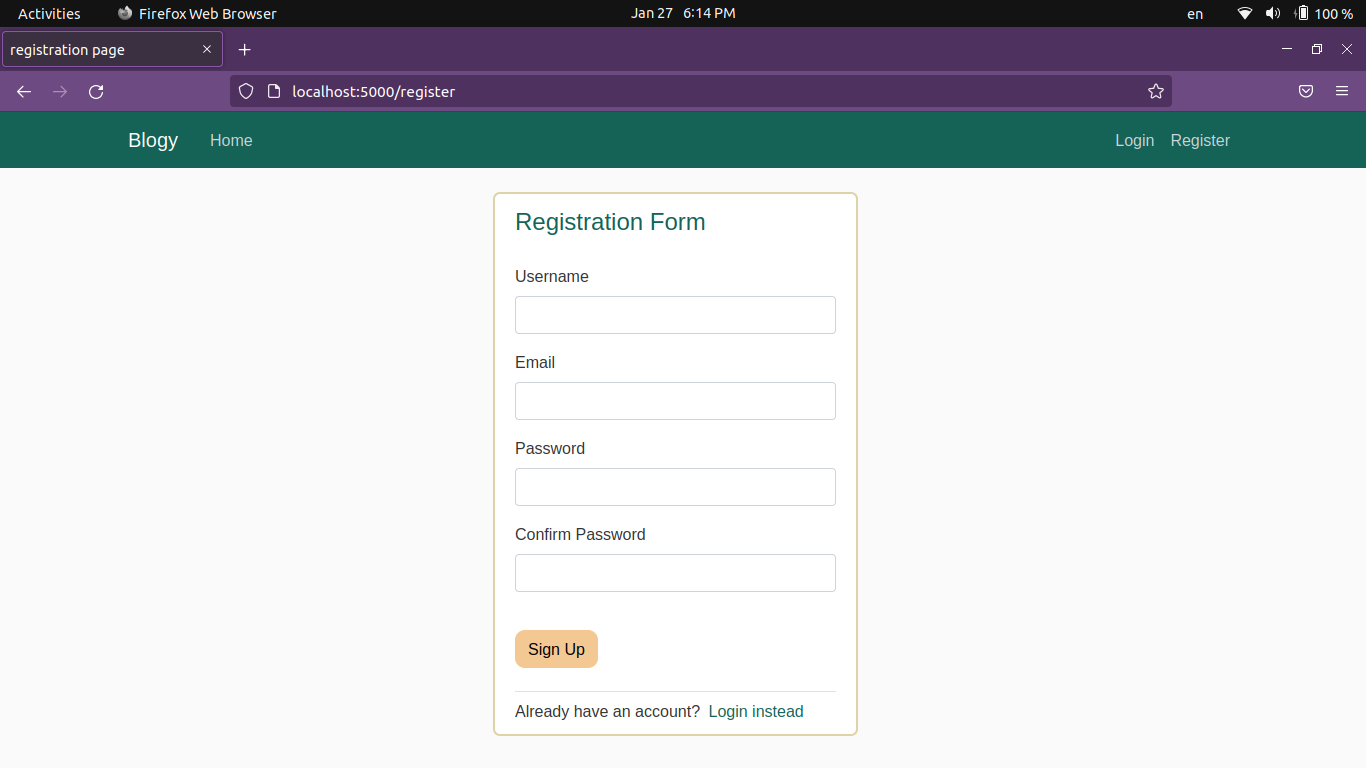 Activities Firefox Web Browser Jan 27 6:14 PM en 100 %
registration page
localhost:5000/register
Blogy Home Login Register
Registration Form
Username
Email
Password
Confirm Password
Sign Up
Already have an account? Login instead